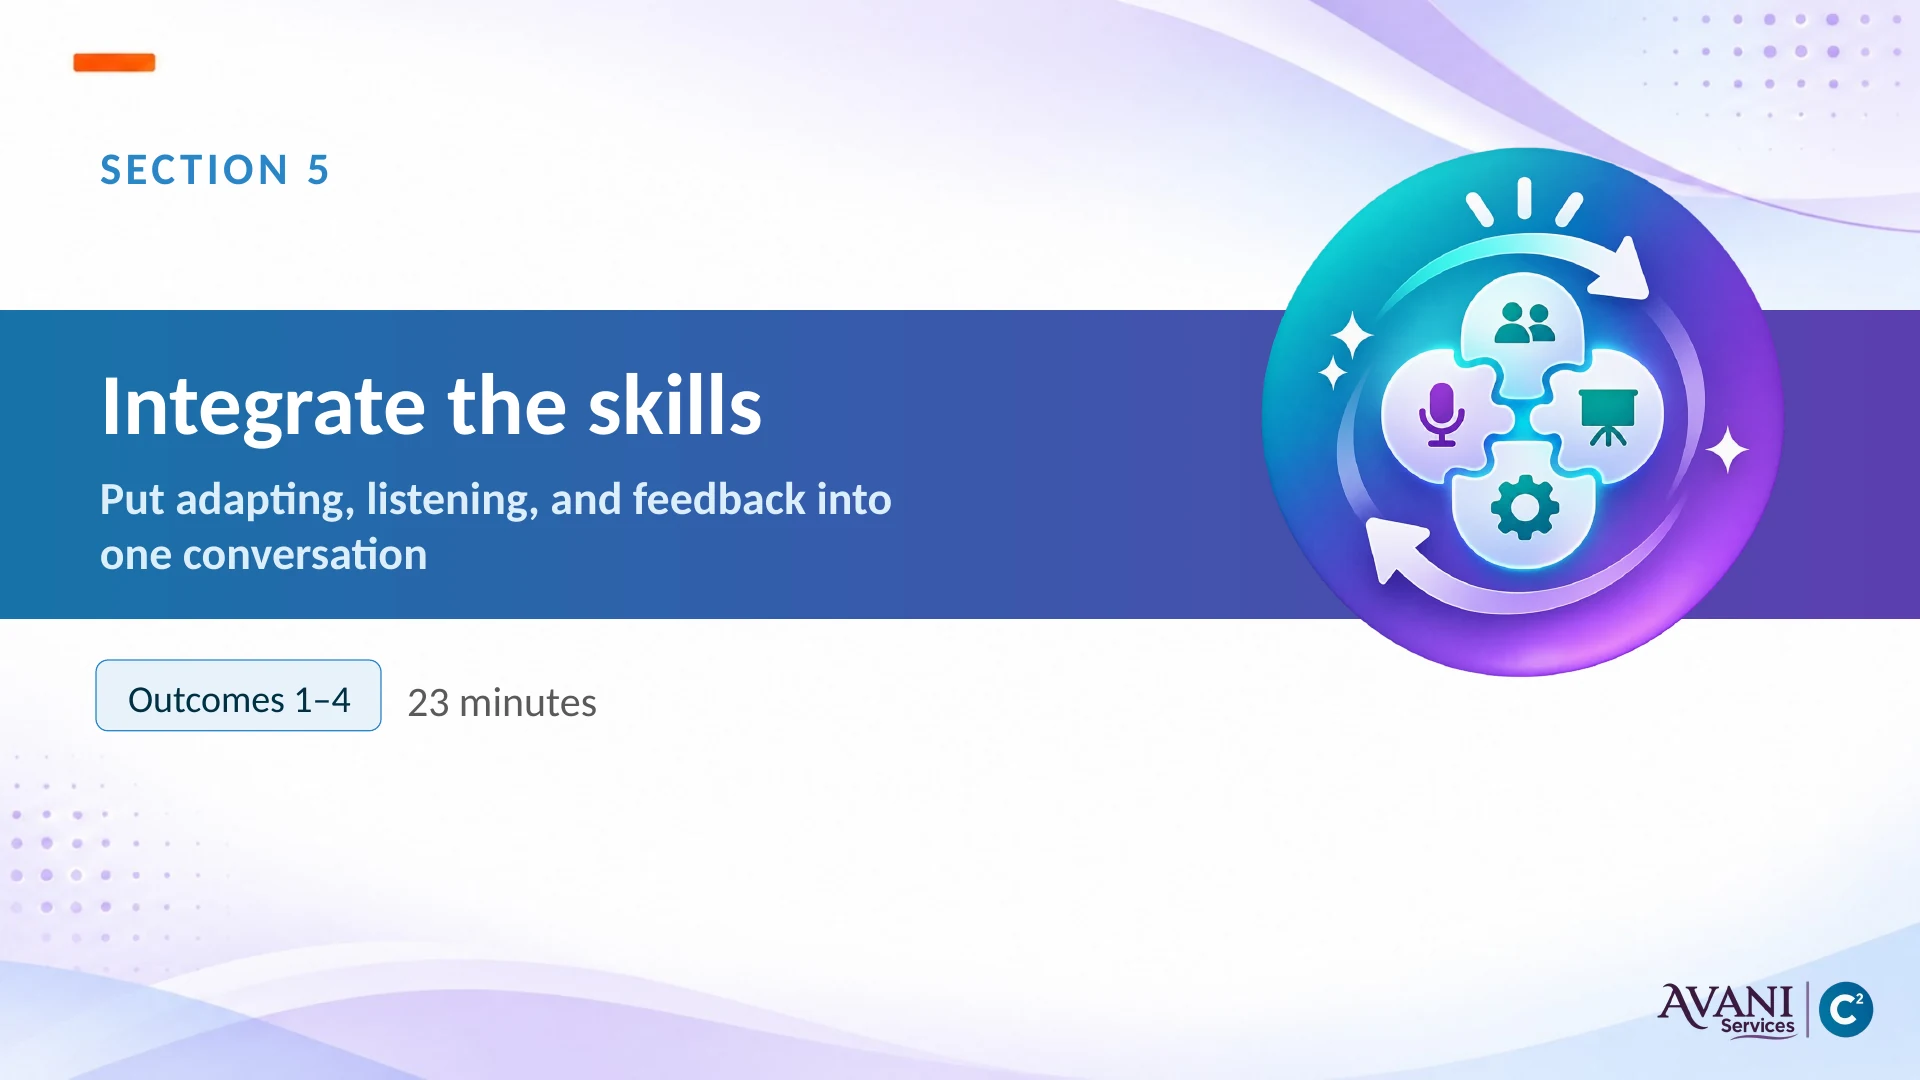 SECTION 5
Integrate the skills
Put adapting, listening, and feedback into
one conversation
Outcomes 1–4
23 minutes
AVANI
Services
C²